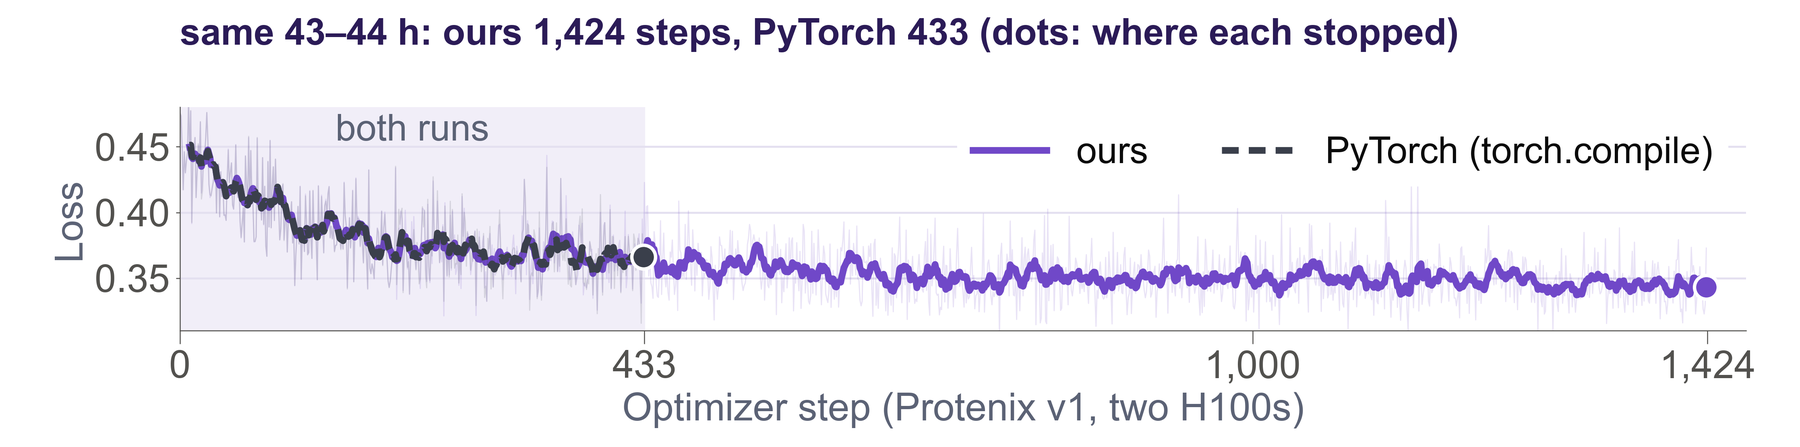 same 43–44 h: ours 1,424 steps, PyTorch 433 (dots: where each stopped)
both runs
ours
PyTorch (torch.compile)
Loss
0.45
0.40
0.35
0
433
1,000
1,424
Optimizer step (Protenix v1, two H100s)